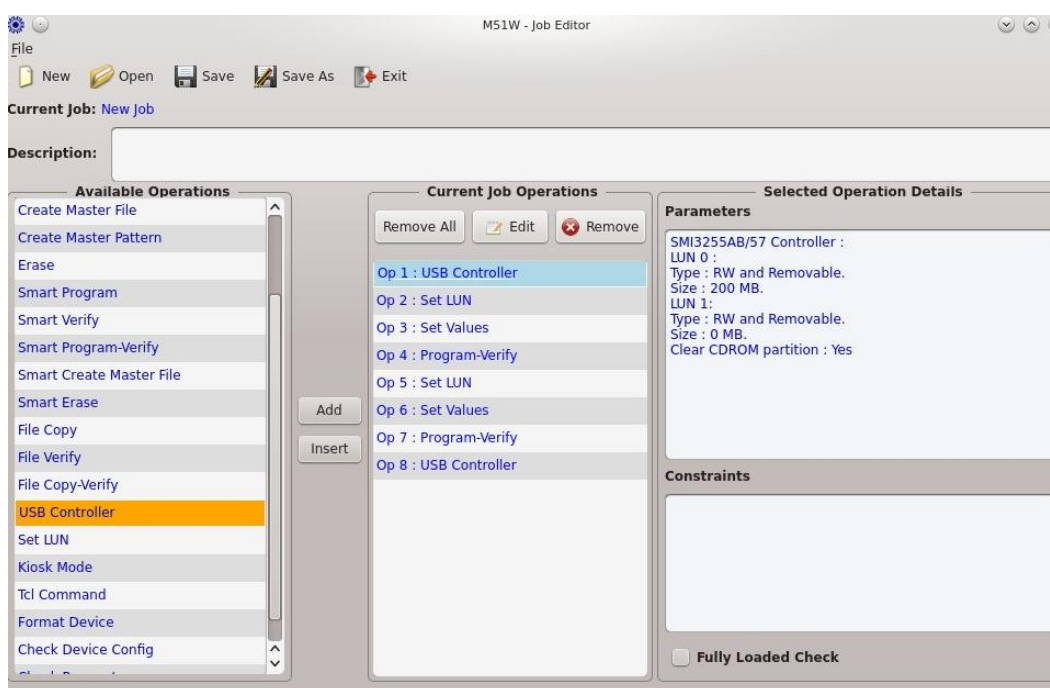 M51W - Job Editor
File
New Open Save Save As Exit
Current Job: New Job
Description:
Available Operations
Create Master File
Create Master Pattern
Erase
Smart Program
Smart Verify
Smart Program-Verify
Smart Create Master File
Smart Erase
File Copy
File Verify
File Copy-Verify
USB Controller
Set LUN
Kiosk Mode
Tcl Command
Format Device
Check Device Config
Add
Insert
Current Job Operations
Remove All Edit Remove
Op 1 : USB Controller
Op 2 : Set LUN
Op 3 : Set Values
Op 4 : Program-Verify
Op 5 : Set LUN
Op 6 : Set Values
Op 7 : Program-Verify
Op 8 : USB Controller
Selected Operation Details
Parameters
SMI3255AB/57 Controller :
LUN 0 :
Type : RW and Removable.
Size : 200 MB.
LUN 1:
Type : RW and Removable.
Size : 0 MB.
Clear CDROM partition : Yes
Constraints
Fully Loaded Check